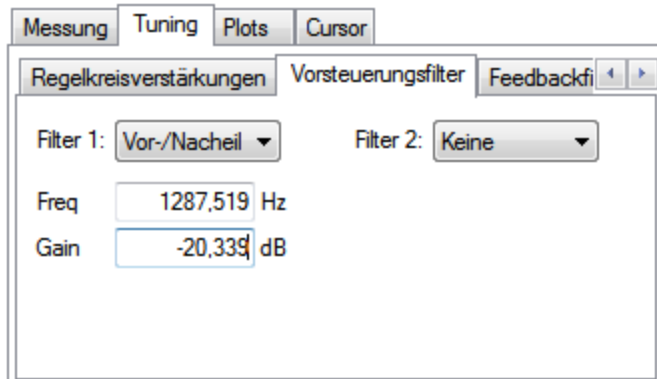 Messung Tuning Plots Cursor
Regelkreisverstärkungen Vorsteuerungsfilter Feedbackfi
Filter 1: Vor-/Nacheil Filter 2: Keine
Freq 1287,519 Hz
Gain -20,339 dB